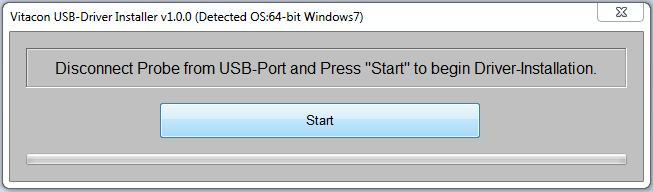 Vitacon USB-Driver Installer v1.0.0 (Detected OS:64-bit Windows7)
Disconnect Probe from USB-Port and Press "Start" to begin Driver-Installation.
Start